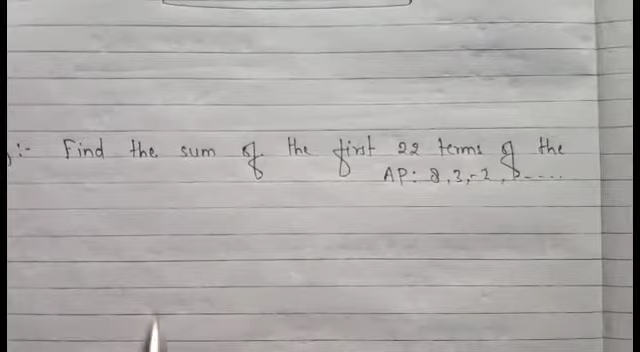 :- Find the sum of the first 22 terms of the
AP: 8, 3, -2, ....